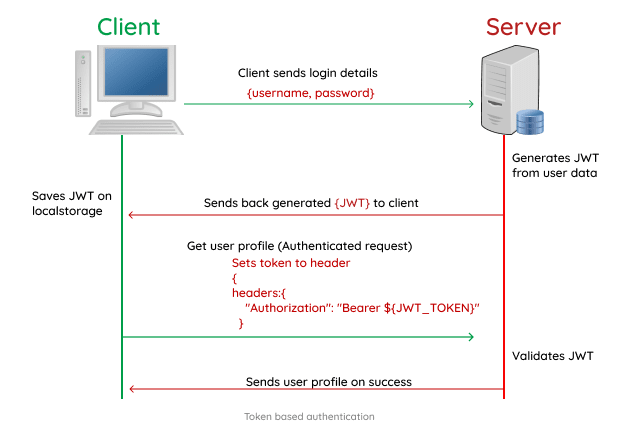 Client
Server
Client sends login details
{username, password}
Generates JWT
from user data
Saves JWT on
localstorage
Sends back generated {JWT} to client
Get user profile (Authenticated request)
Sets token to header
{
headers:{
"Authorization": "Bearer ${JWT_TOKEN}"
}
Validates JWT
Sends user profile on success
Token based authentication